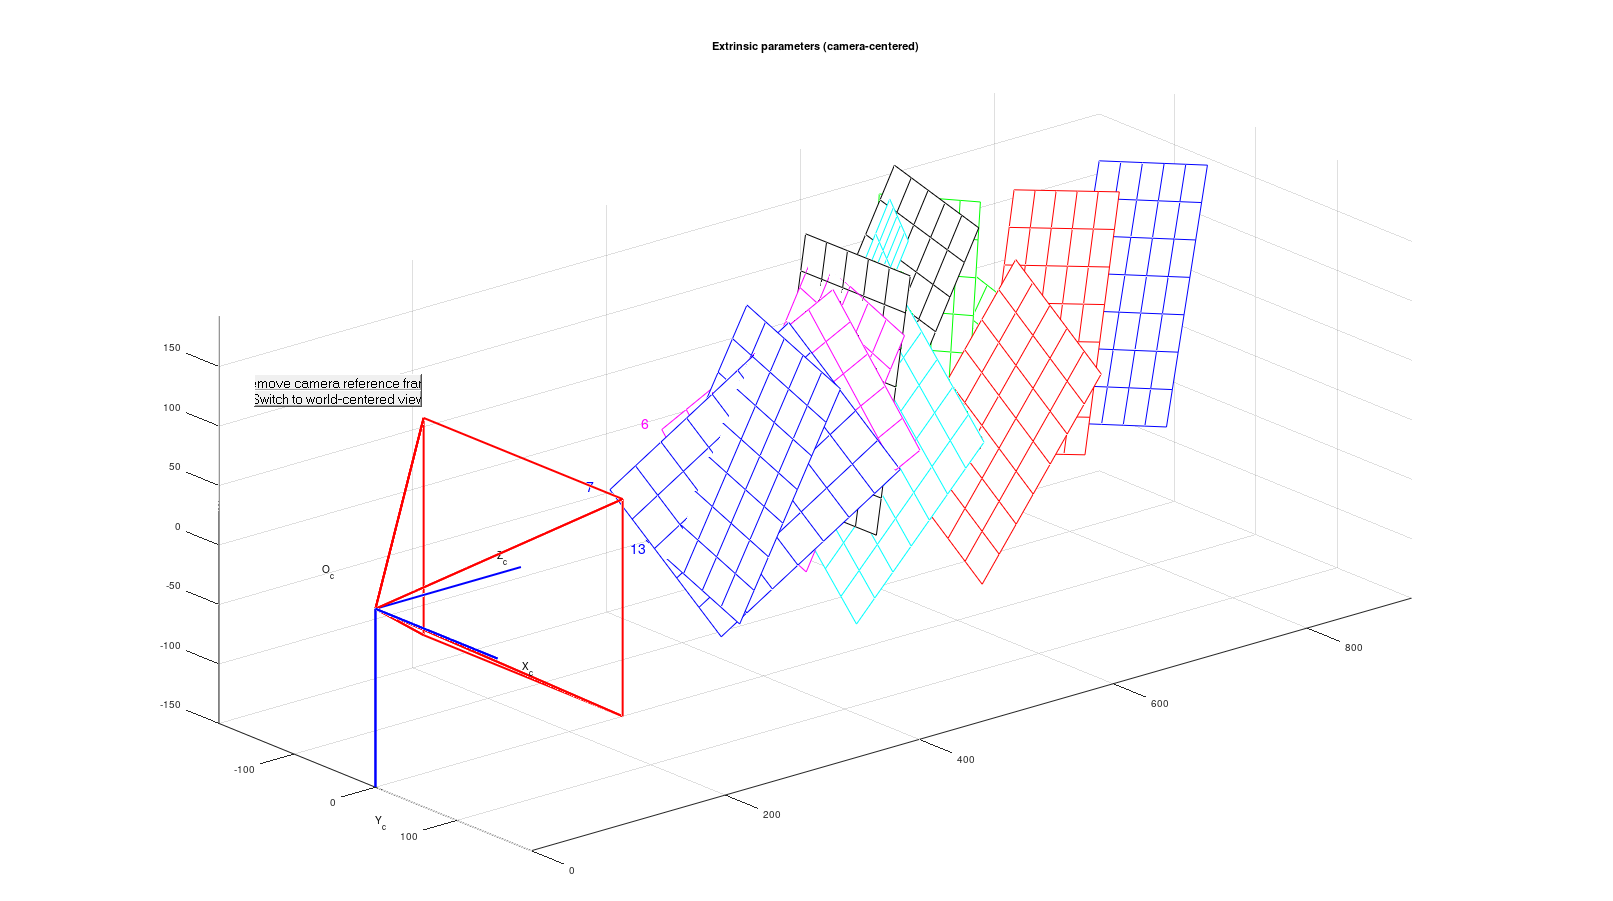 Extrinsic parameters (camera-centered)
150
100
50
0
-50
-100
-150
emove camera reference fram
Switch to world-centered view
6
7
13
Oc
Zc
Xc
Yc
-100
0
100
0
200
400
600
800